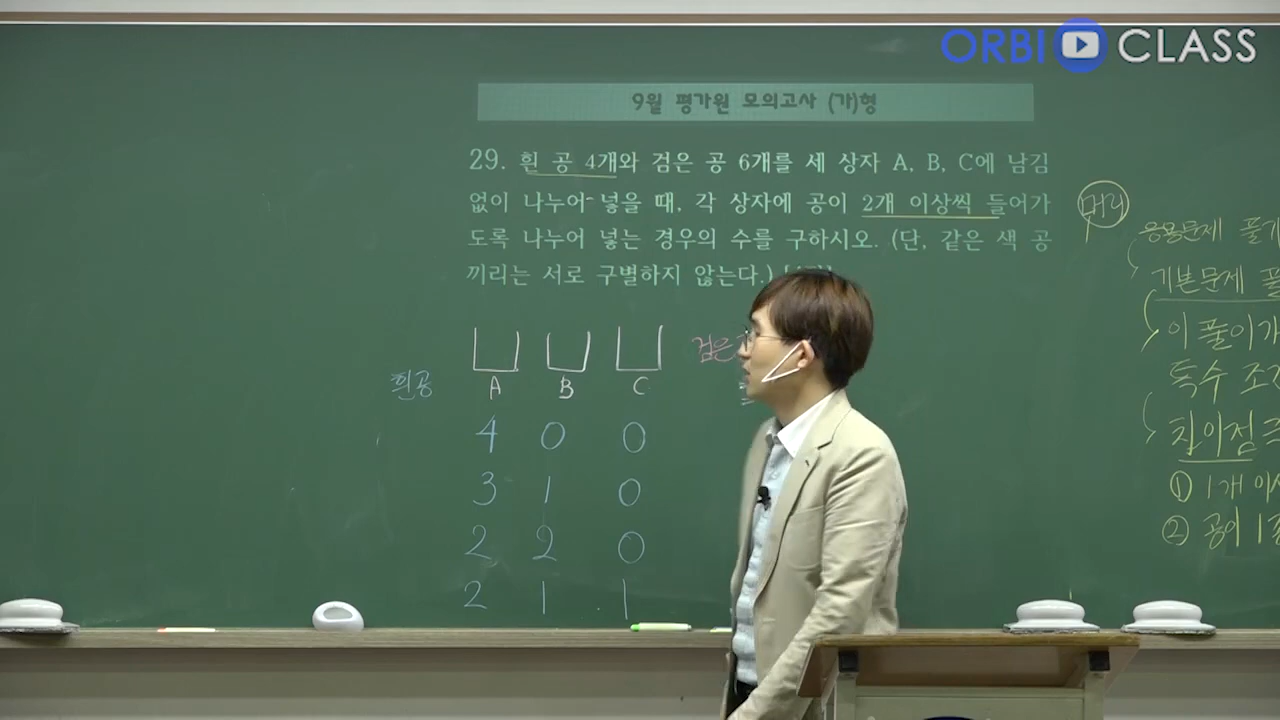 ORBI CLASS
9월 평가원 모의고사 (가)형
29. 흰 공 4개와 검은 공 6개를 세 상자 A, B, C에 남김
없이 나누어 넣을 때, 각 상자에 공이 2개 이상씩 들어가
도록 나누어 넣는 경우의 수를 구하시오. (단, 같은 색 공
끼리는 서로 구별하지 않는다.)
검은
흰공 A B C
4 0 0
3 1 0
2 2 0
2 1 1
머리
응용문제 풀
기본문제 풀
이 풀이가
특수 조
차이점
① 1개 이
② 공이 1